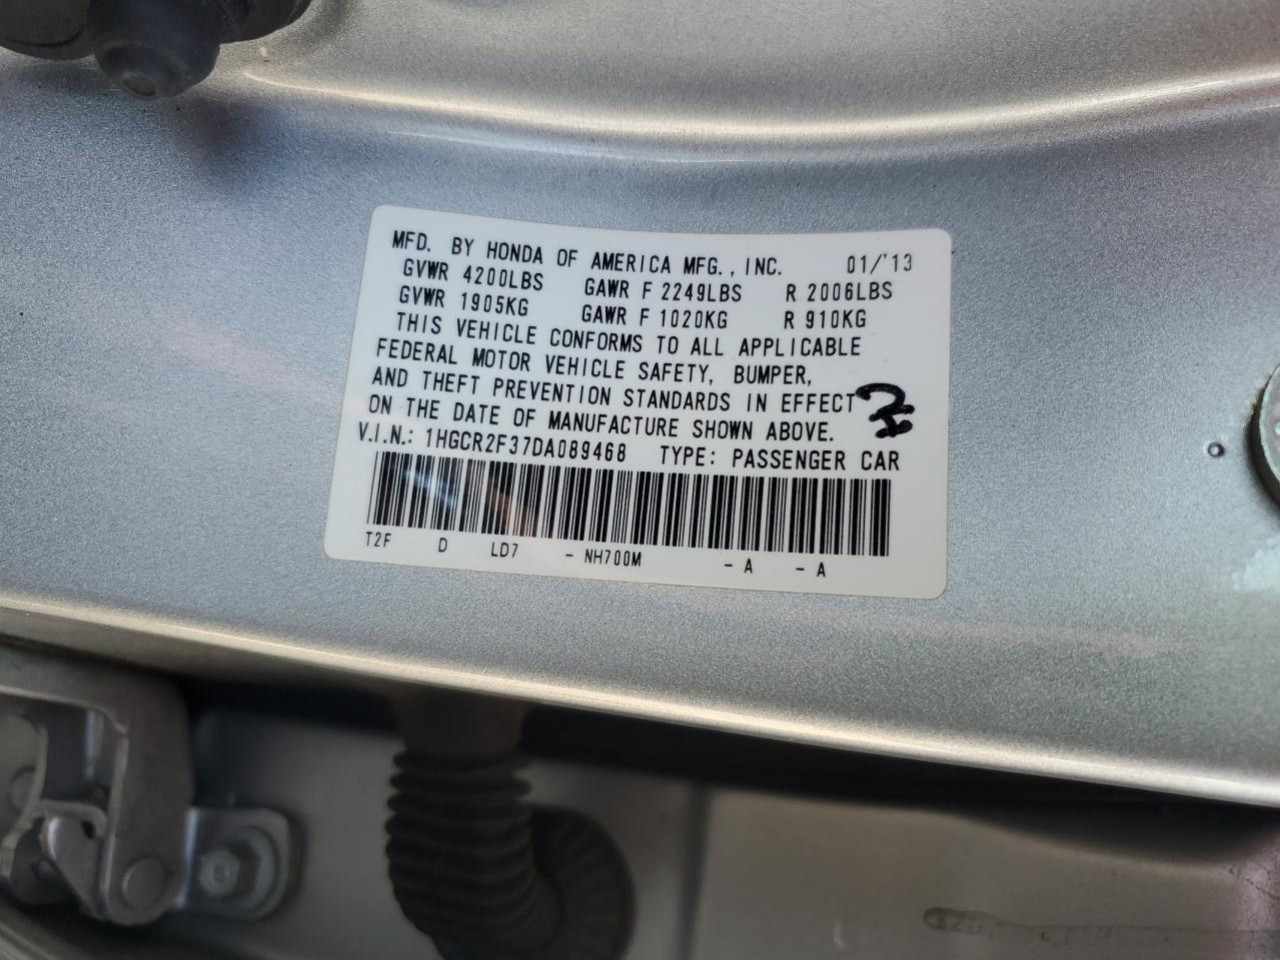 MFD. BY HONDA OF AMERICA MFG., INC. 01/'13
GVWR 4200LBS GAWR F 2249LBS R 2006LBS
GVWR 1905KG GAWR F 1020KG R 910KG
THIS VEHICLE CONFORMS TO ALL APPLICABLE
FEDERAL MOTOR VEHICLE SAFETY, BUMPER,
AND THEFT PREVENTION STANDARDS IN EFFECT
ON THE DATE OF MANUFACTURE SHOWN ABOVE.
V.I.N.: 1HGCR2F37DA089468 TYPE: PASSENGER CAR
T2F D LD7 - NH700M - A - A